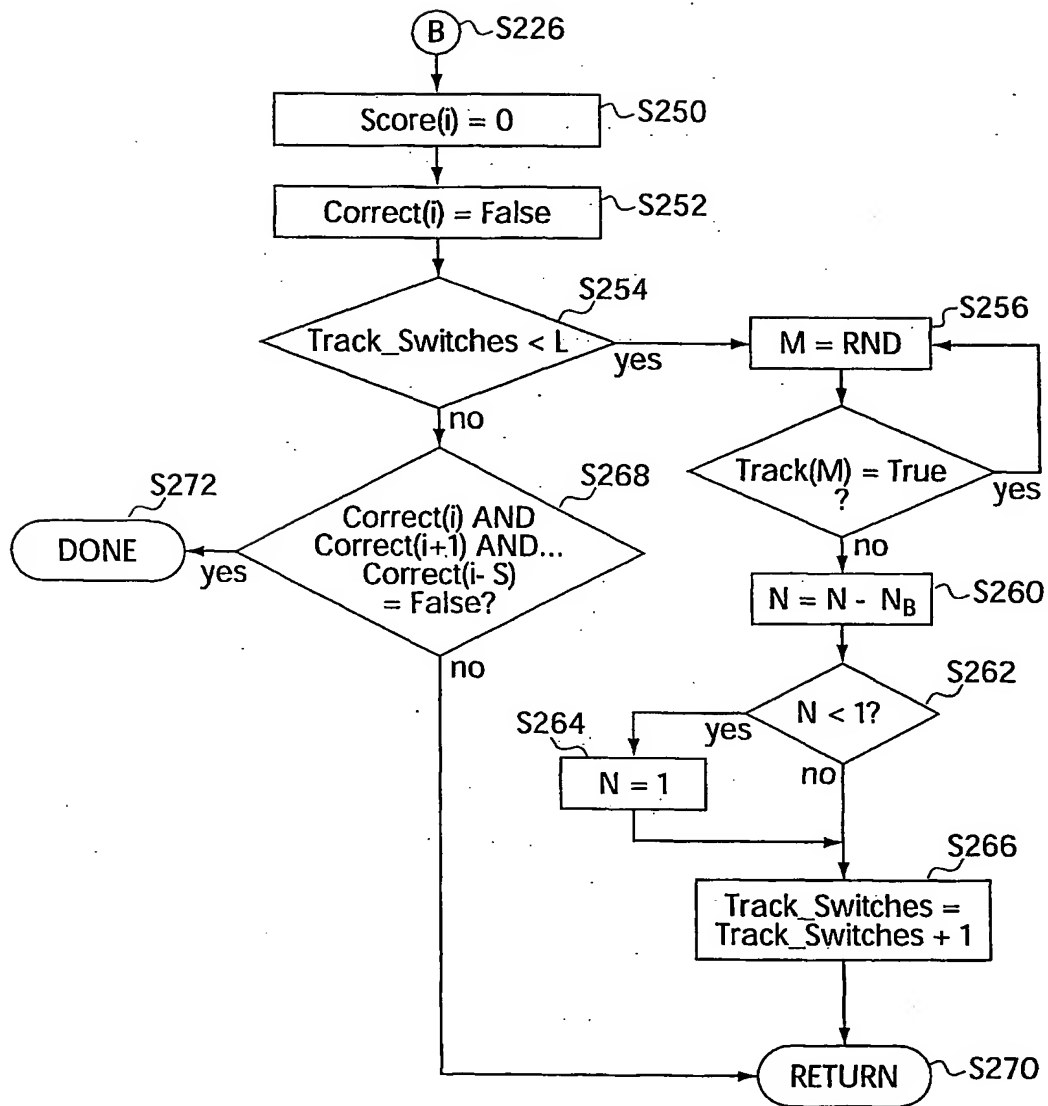 B
S226
Score(i) = 0
S250
Correct(i) = False
S252
Track_Switches < L
S254
yes
no
M = RND
S256
Track(M) = True
?
yes
no
S272
DONE
yes
Correct(i) AND
Correct(i+1) AND...
Correct(i- S)
= False?
S268
no
N = N - NB
S260
N < 1?
S262
yes
no
S264
N = 1
S266
Track_Switches =
Track_Switches + 1
RETURN
S270